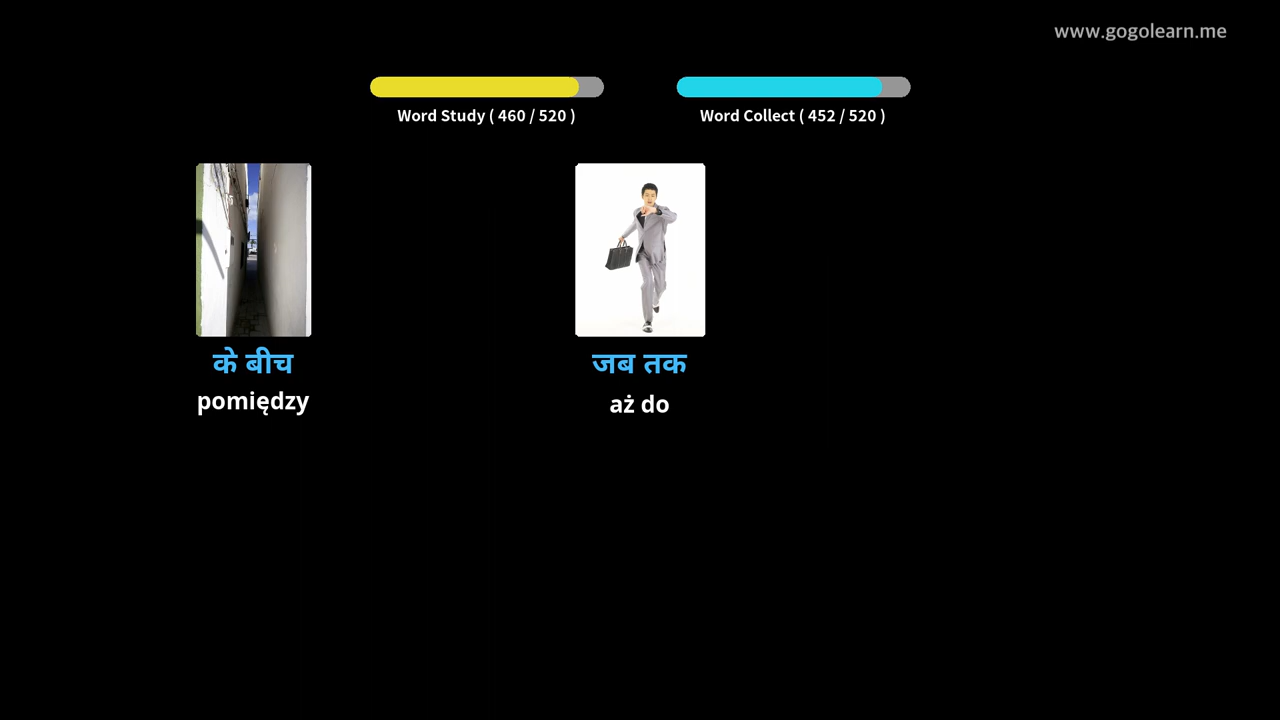 www.gogolearn.me
Word Study ( 460 / 520 )
Word Collect ( 452 / 520 )
के बीच
pomiędzy
जब तक
aż do